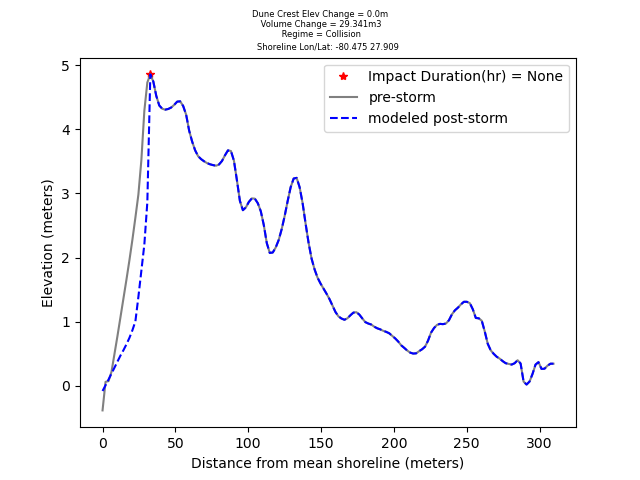 Dune Crest Elev Change = 0.0m
Volume Change = 29.341m3
Regime = Collision
Shoreline Lon/Lat: -80.475 27.909
Impact Duration(hr) = None
pre-storm
modeled post-storm
Elevation (meters)
5
4
3
2
1
0
0 50 100 150 200 250 300
Distance from mean shoreline (meters)